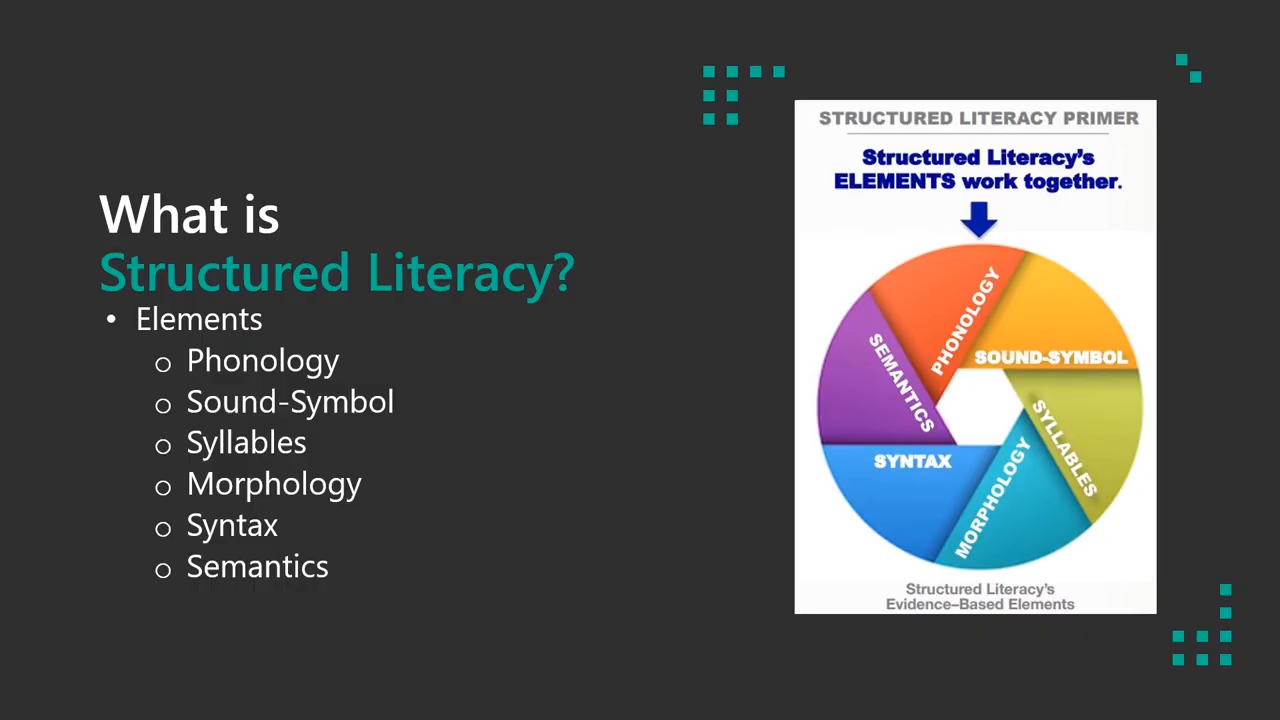 What is
Structured Literacy?
• Elements
o Phonology
o Sound-Symbol
o Syllables
o Morphology
o Syntax
o Semantics
STRUCTURED LITERACY PRIMER
Structured Literacy's
ELEMENTS work together.
PHONOLOGY
SOUND-SYMBOL
SYLLABLES
MORPHOLOGY
SYNTAX
SEMANTICS
Structured Literacy's
Evidence–Based Elements